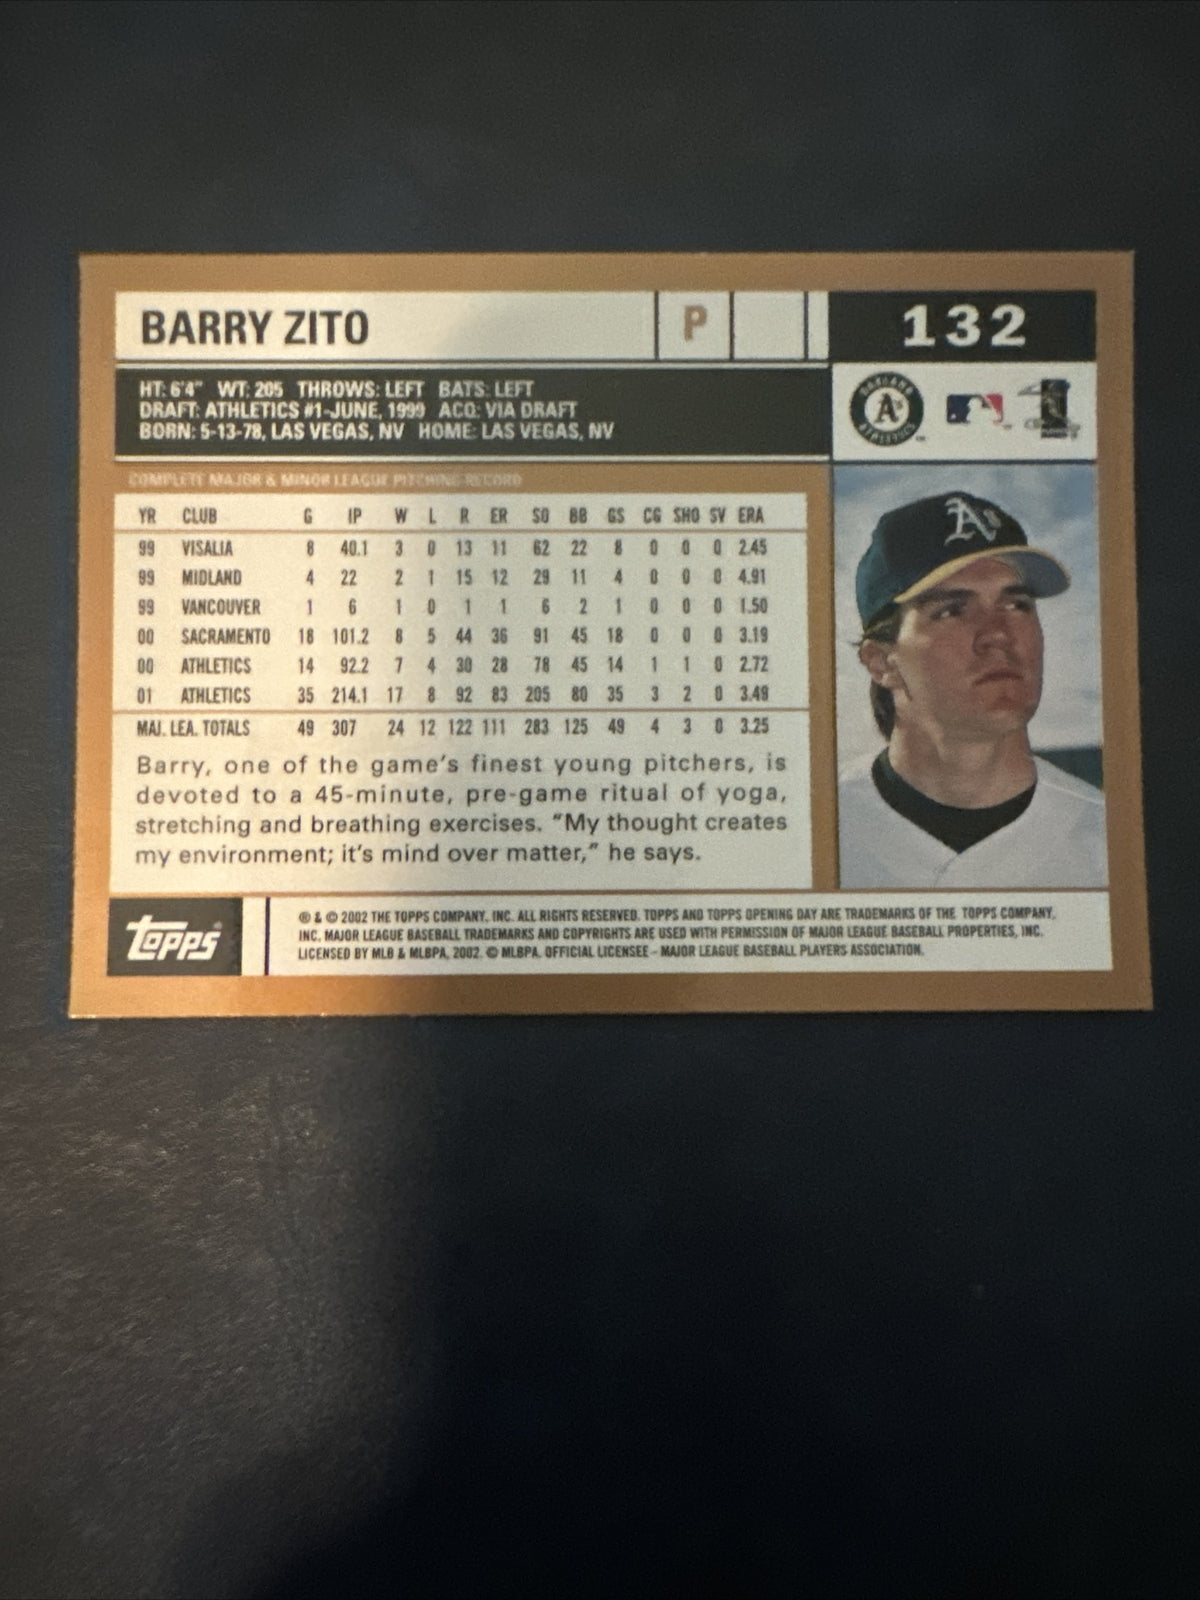 BARRY ZITO P 132
HT: 6'4" WT: 205 THROWS: LEFT BATS: LEFT
DRAFT: ATHLETICS #1-JUNE, 1999 ACQ: VIA DRAFT
BORN: 5-13-78, LAS VEGAS, NV HOME: LAS VEGAS, NV
OAKLAND
A's
ATHLETICS
COMPLETE MAJOR & MINOR LEAGUE PITCHING RECORD
YR CLUB G IP W L R ER SO BB GS CG SHO SV ERA
99 VISALIA 8 40.1 3 0 13 11 62 22 8 0 0 0 2.45
99 MIDLAND 4 22 2 1 15 12 29 11 4 0 0 0 4.91
99 VANCOUVER 1 6 1 0 1 1 6 2 1 0 0 0 1.50
00 SACRAMENTO 18 101.2 8 5 44 36 91 45 18 0 0 0 3.19
00 ATHLETICS 14 92.2 7 4 30 28 78 45 14 1 1 0 2.72
01 ATHLETICS 35 214.1 17 8 92 83 205 80 35 3 2 0 3.49
MAJ. LEA. TOTALS 49 307 24 12 122 111 283 125 49 4 3 0 3.25
A's
Barry, one of the game's finest young pitchers, is
devoted to a 45-minute, pre-game ritual of yoga,
stretching and breathing exercises. "My thought creates
my environment; it's mind over matter," he says.
Topps
® & © 2002 THE TOPPS COMPANY, INC. ALL RIGHTS RESERVED. TOPPS AND TOPPS OPENING DAY ARE TRADEMARKS OF THE TOPPS COMPANY,
INC. MAJOR LEAGUE BASEBALL TRADEMARKS AND COPYRIGHTS ARE USED WITH PERMISSION OF MAJOR LEAGUE BASEBALL PROPERTIES, INC.
LICENSED BY MLB & MLBPA, 2002. © MLBPA. OFFICIAL LICENSEE – MAJOR LEAGUE BASEBALL PLAYERS ASSOCIATION.